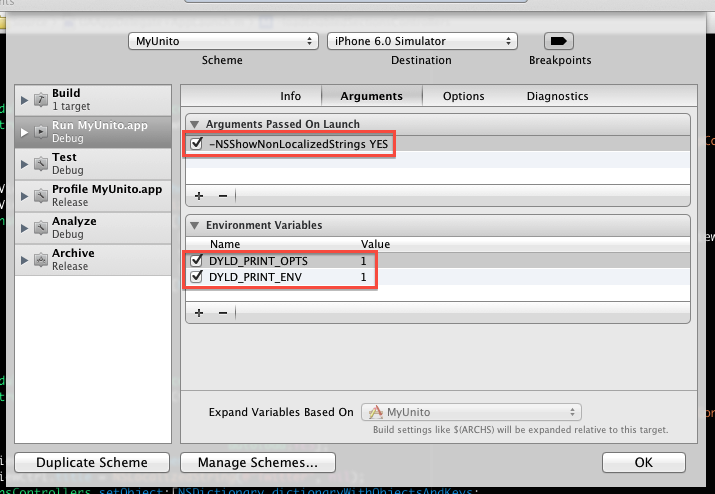 MyUnito
iPhone 6.0 Simulator
Scheme
Destination
Breakpoints
Build
1 target
Run MyUnito.app
Debug
Test
Debug
Profile MyUnito.app
Release
Analyze
Debug
Archive
Release
Info
Arguments
Options
Diagnostics
Arguments Passed On Launch
-NSShowNonLocalizedStrings YES
+ −
Environment Variables
Name Value
DYLD_PRINT_OPTS 1
DYLD_PRINT_ENV 1
+ −
Expand Variables Based On MyUnito
Build settings like $(ARCHS) will be expanded relative to this target.
Duplicate Scheme
Manage Schemes...
OK
setObject:[NSDictionary dictionaryWithObjectsAndKeys: